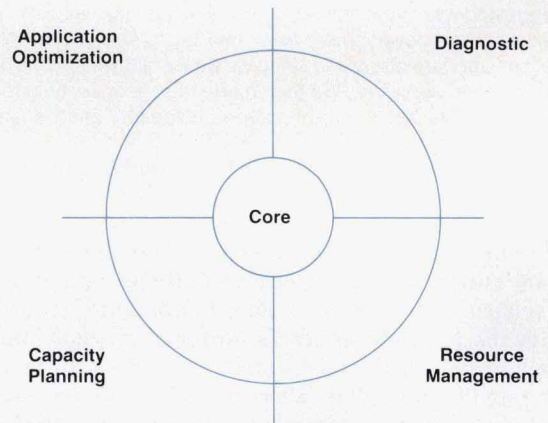 Application
Optimization
Diagnostic
Core
Capacity
Planning
Resource
Management